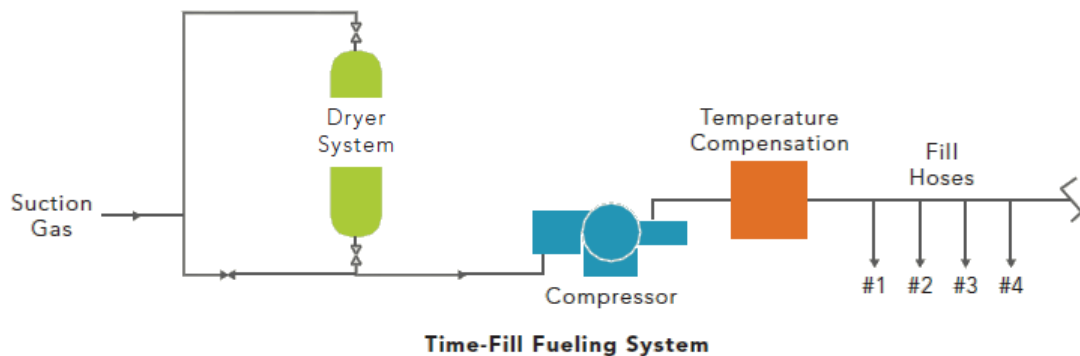 Dryer
System
Temperature
Compensation
Fill
Hoses
Suction
Gas
#1 #2 #3 #4
Compressor
Time-Fill Fueling System